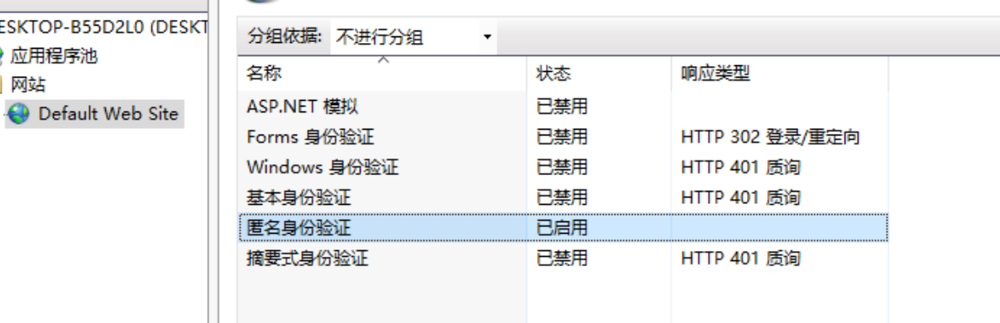 ESKTOP-B55D2L0 (DESKT
应用程序池
网站
Default Web Site
分组依据: 不进行分组
名称 状态 响应类型
ASP.NET 模拟 已禁用
Forms 身份验证 已禁用 HTTP 302 登录/重定向
Windows 身份验证 已禁用 HTTP 401 质询
基本身份验证 已禁用 HTTP 401 质询
匿名身份验证 已启用
摘要式身份验证 已禁用 HTTP 401 质询